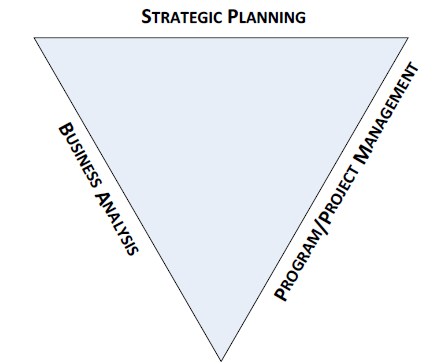 STRATEGIC PLANNING
BUSINESS ANALYSIS
PROGRAM/PROJECT MANAGEMENT